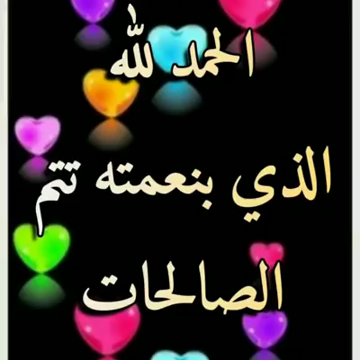 الحمد لله
الذي بنعمته تتم
الصالحات